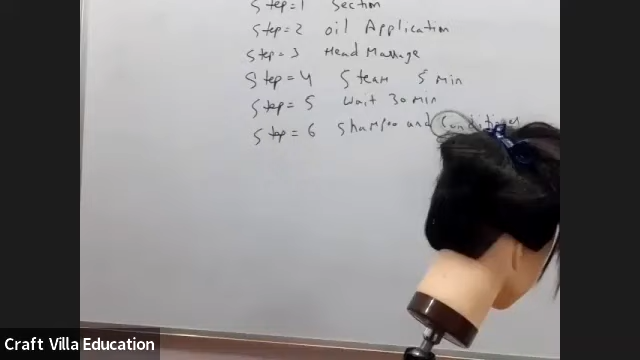 Step=1 Section
Step=2 oil Application
Step=3 Head Massage
Step=4 Steam 5 min
Step=5 Wait 30 min
Step=6 Shampoo and Conditioner
Craft Villa Education